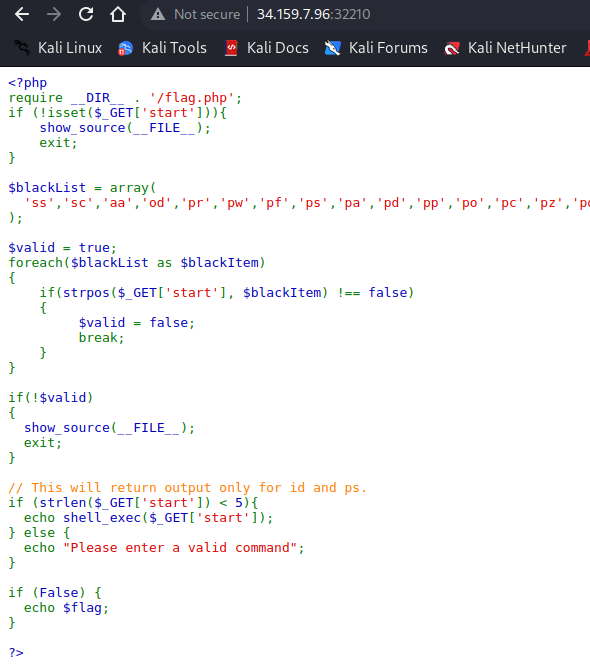 Not secure | 34.159.7.96:32210
Kali Linux Kali Tools Kali Docs Kali Forums Kali NetHunter
<?php
require __DIR__ . '/flag.php';
if (!isset($_GET['start'])){
    show_source(__FILE__);
    exit;
}

$blackList = array(
  'ss','sc','aa','od','pr','pw','pf','ps','pa','pd','pp','po','pc','pz','po
);

$valid = true;
foreach($blackList as $blackItem)
{
    if(strpos($_GET['start'], $blackItem) !== false)
    {
         $valid = false;
         break;
    }
}

if(!$valid)
{
  show_source(__FILE__);
  exit;
}

// This will return output only for id and ps.
if (strlen($_GET['start']) < 5){
  echo shell_exec($_GET['start']);
} else {
  echo "Please enter a valid command";
}

if (False) {
  echo $flag;
}

?>